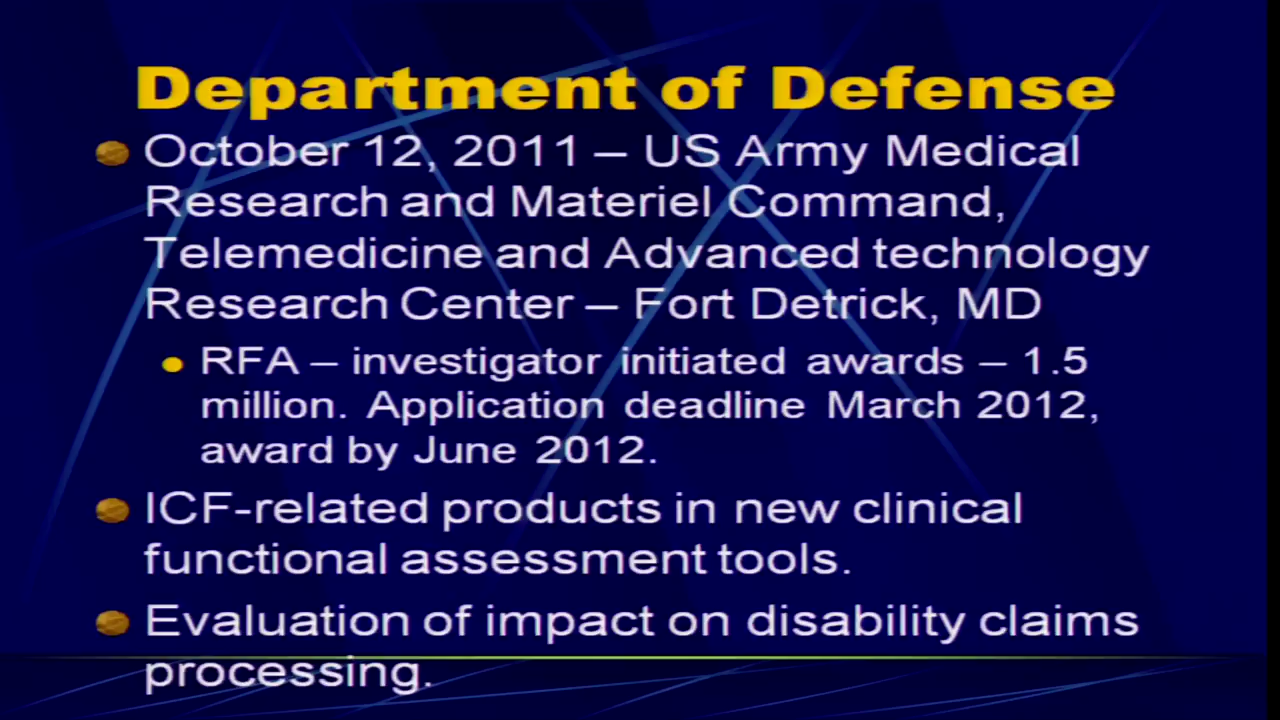 Department of Defense
October 12, 2011 – US Army Medical
Research and Materiel Command,
Telemedicine and Advanced technology
Research Center – Fort Detrick, MD
RFA – investigator initiated awards – 1.5
million. Application deadline March 2012,
award by June 2012.
ICF-related products in new clinical
functional assessment tools.
Evaluation of impact on disability claims
processing.